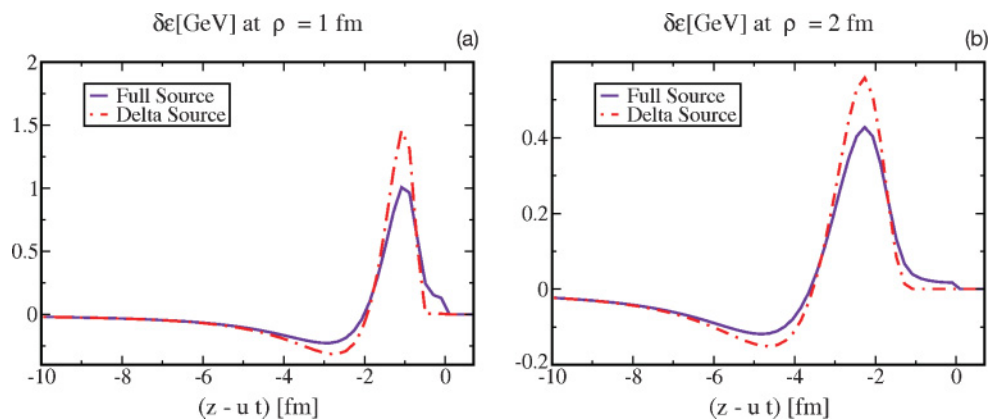 δε[GeV] at ρ = 1 fm
(a)
2
1.5
1
0.5
0
Full Source
Delta Source
-10
-8
-6
-4
-2
0
(z - u t) [fm]
δε[GeV] at ρ = 2 fm
(b)
0.4
0.2
0
-0.2
Full Source
Delta Source
-10
-8
-6
-4
-2
0
(z - u t) [fm]